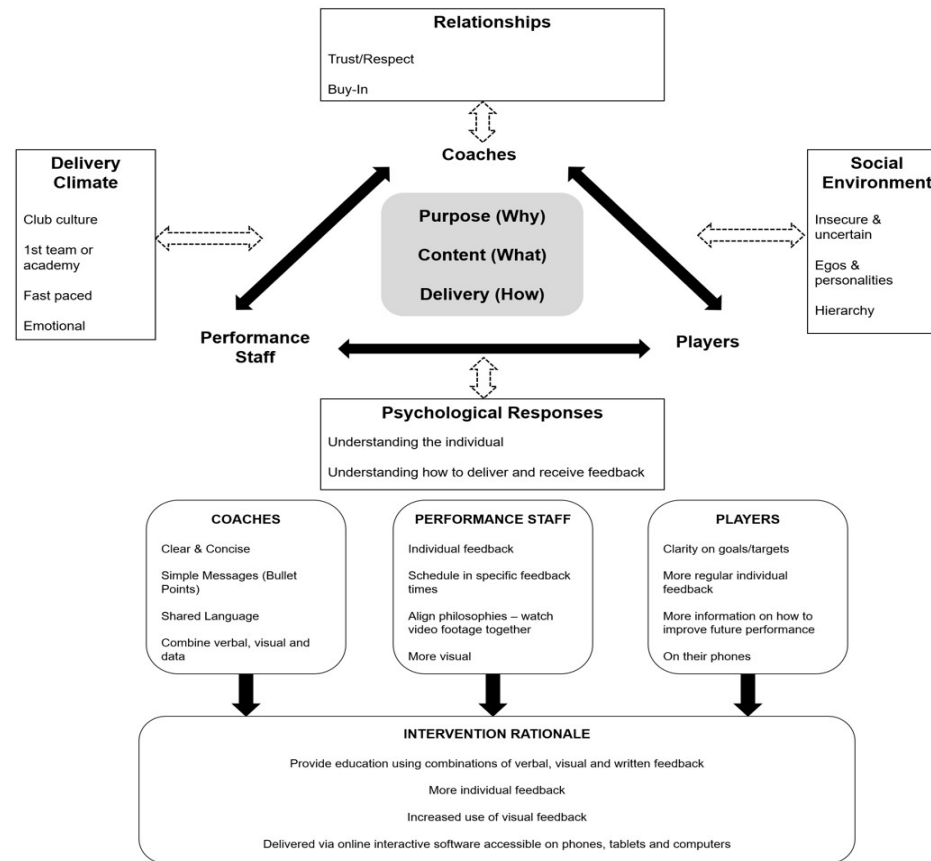 Relationships
Trust/Respect
Buy-In
Coaches
Delivery
Climate
Club culture
1st team or
academy
Fast paced
Emotional
Purpose (Why)
Content (What)
Delivery (How)
Social
Environment
Insecure &
uncertain
Egos &
personalities
Hierarchy
Performance
Staff
Players
Psychological Responses
Understanding the individual
Understanding how to deliver and receive feedback
COACHES
Clear & Concise
Simple Messages (Bullet
Points)
Shared Language
Combine verbal, visual and
data
PERFORMANCE STAFF
Individual feedback
Schedule in specific feedback
times
Align philosophies – watch
video footage together
More visual
PLAYERS
Clarity on goals/targets
More regular individual
feedback
More information on how to
improve future performance
On their phones
INTERVENTION RATIONALE
Provide education using combinations of verbal, visual and written feedback
More individual feedback
Increased use of visual feedback
Delivered via online interactive software accessible on phones, tablets and computers